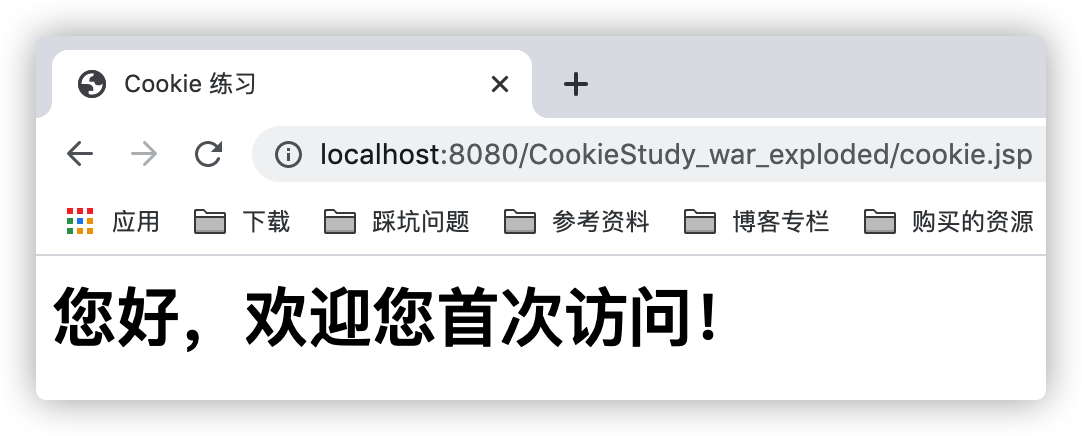 Cookie 练习
localhost:8080/CookieStudy_war_exploded/cookie.jsp
应用 下载 踩坑问题 参考资料 博客专栏 购买的资源
您好，欢迎您首次访问！